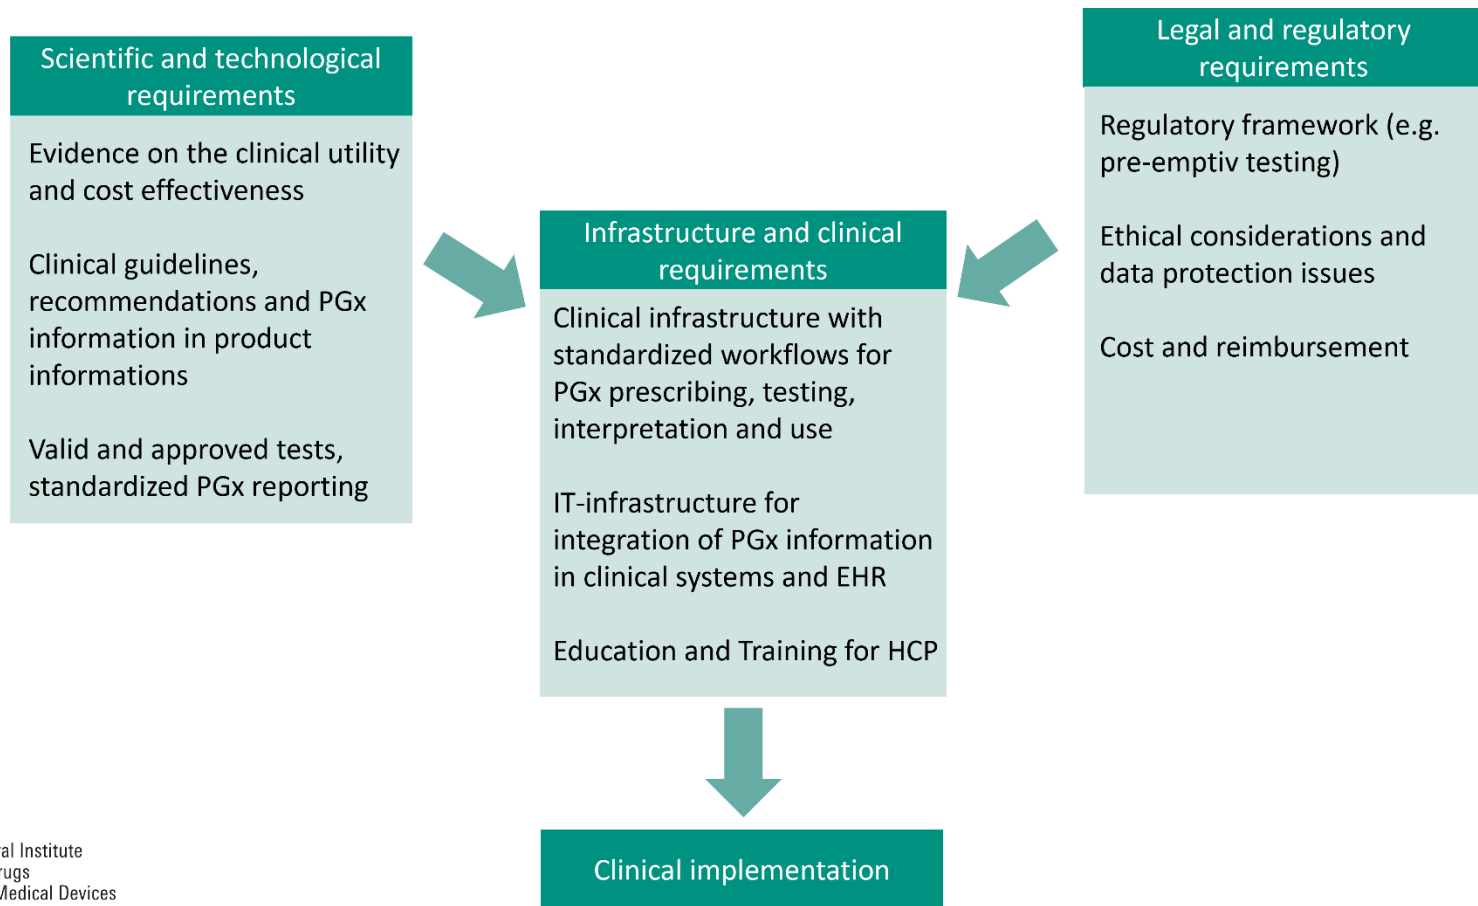 Scientific and technological
requirements
Evidence on the clinical utility
and cost effectiveness
Clinical guidelines,
recommendations and PGx
information in product
informations
Valid and approved tests,
standardized PGx reporting
Legal and regulatory
requirements
Regulatory framework (e.g.
pre-emptiv testing)
Ethical considerations and
data protection issues
Cost and reimbursement
Infrastructure and clinical
requirements
Clinical infrastructure with
standardized workflows for
PGx prescribing, testing,
interpretation and use
IT-infrastructure for
integration of PGx information
in clinical systems and EHR
Education and Training for HCP
Clinical implementation
al Institute
rugs
Medical Devices